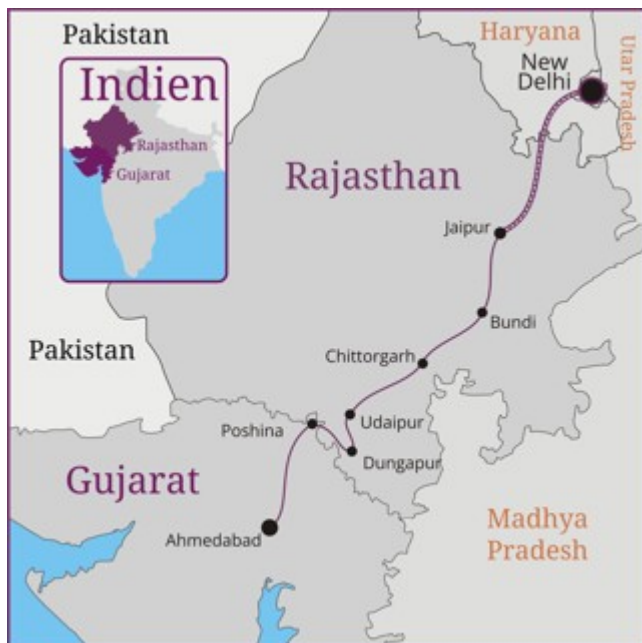 Pakistan
Haryana
Utar Pradesh
New
Delhi
Indien
Rajasthan
Gujarat
Rajasthan
Jaipur
Bundi
Pakistan
Chittorgarh
Poshina
Udaipur
Dungapur
Gujarat
Ahmedabad
Madhya
Pradesh